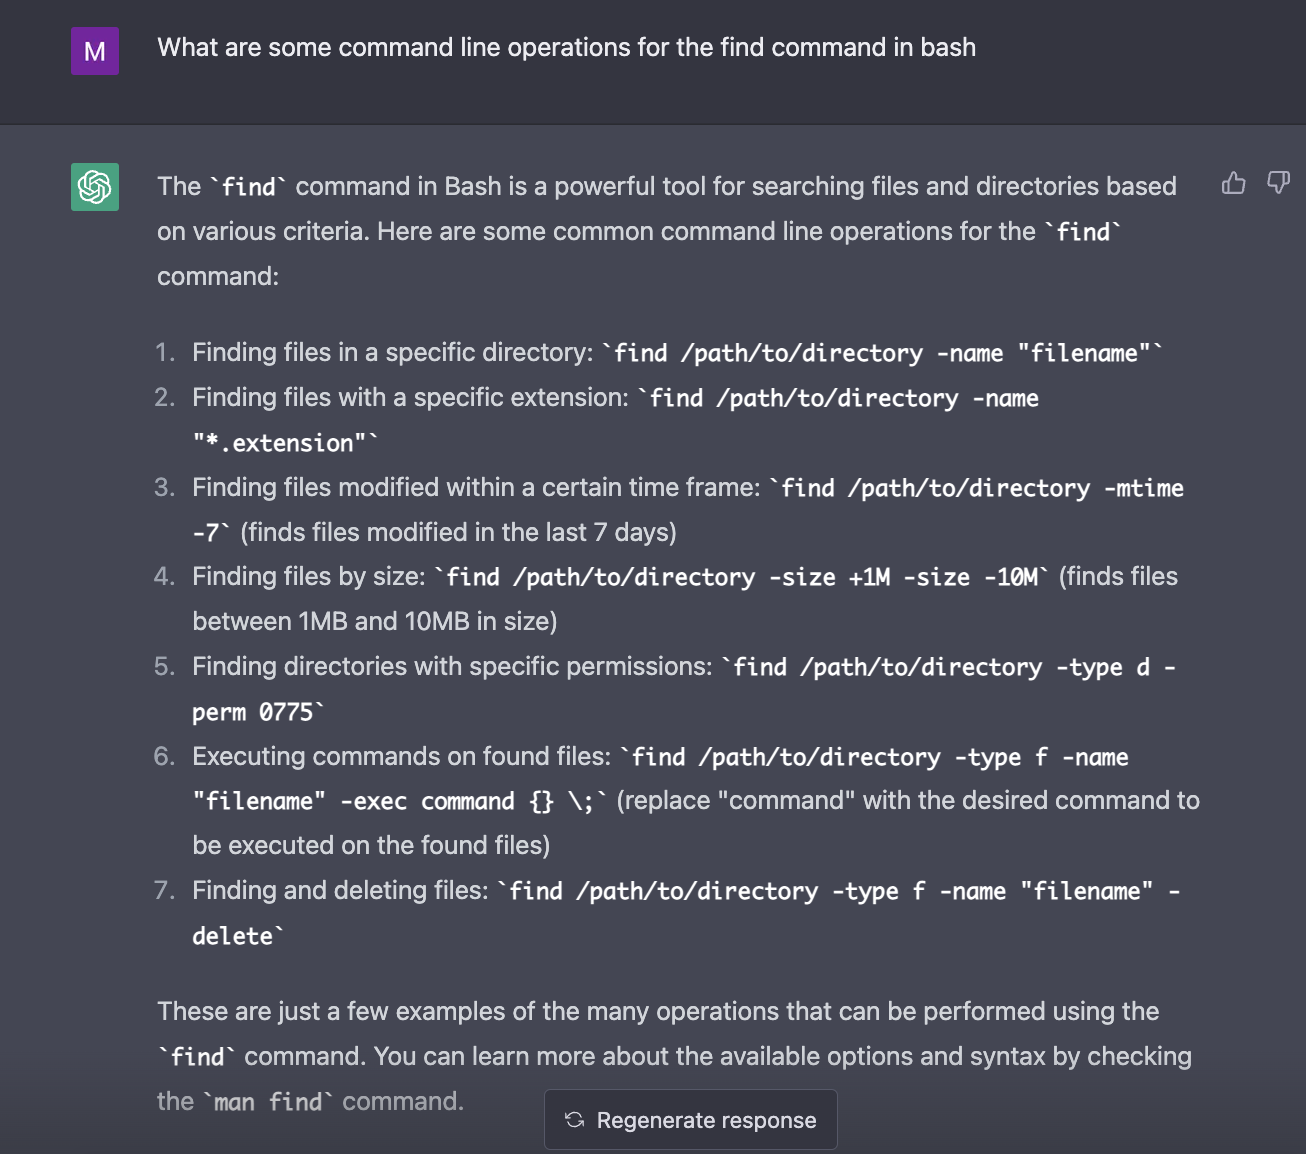 M
What are some command line operations for the find command in bash
The `find` command in Bash is a powerful tool for searching files and directories based
on various criteria. Here are some common command line operations for the `find`
command:
1. Finding files in a specific directory: `find /path/to/directory -name "filename"`
2. Finding files with a specific extension: `find /path/to/directory -name
"*.extension"`
3. Finding files modified within a certain time frame: `find /path/to/directory -mtime
-7` (finds files modified in the last 7 days)
4. Finding files by size: `find /path/to/directory -size +1M -size -10M` (finds files
between 1MB and 10MB in size)
5. Finding directories with specific permissions: `find /path/to/directory -type d -
perm 0775`
6. Executing commands on found files: `find /path/to/directory -type f -name
"filename" -exec command {} \;` (replace "command" with the desired command to
be executed on the found files)
7. Finding and deleting files: `find /path/to/directory -type f -name "filename" -
delete`
These are just a few examples of the many operations that can be performed using the
`find` command. You can learn more about the available options and syntax by checking
the `man find` command.
Regenerate response